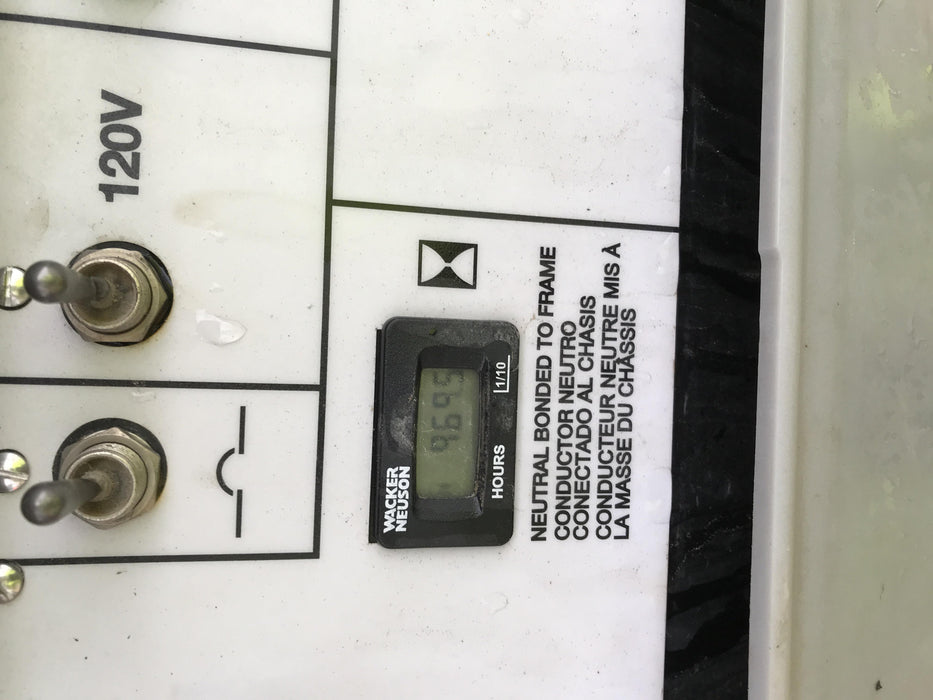 120V
WACKER
NEUSON
HOURS 1/10
NEUTRAL BONDED TO FRAME
CONDUCTOR NEUTRO
CONECTADO AL CHASIS
CONDUCTEUR NEUTRE MIS À
LA MASSE DU CHÂSSIS